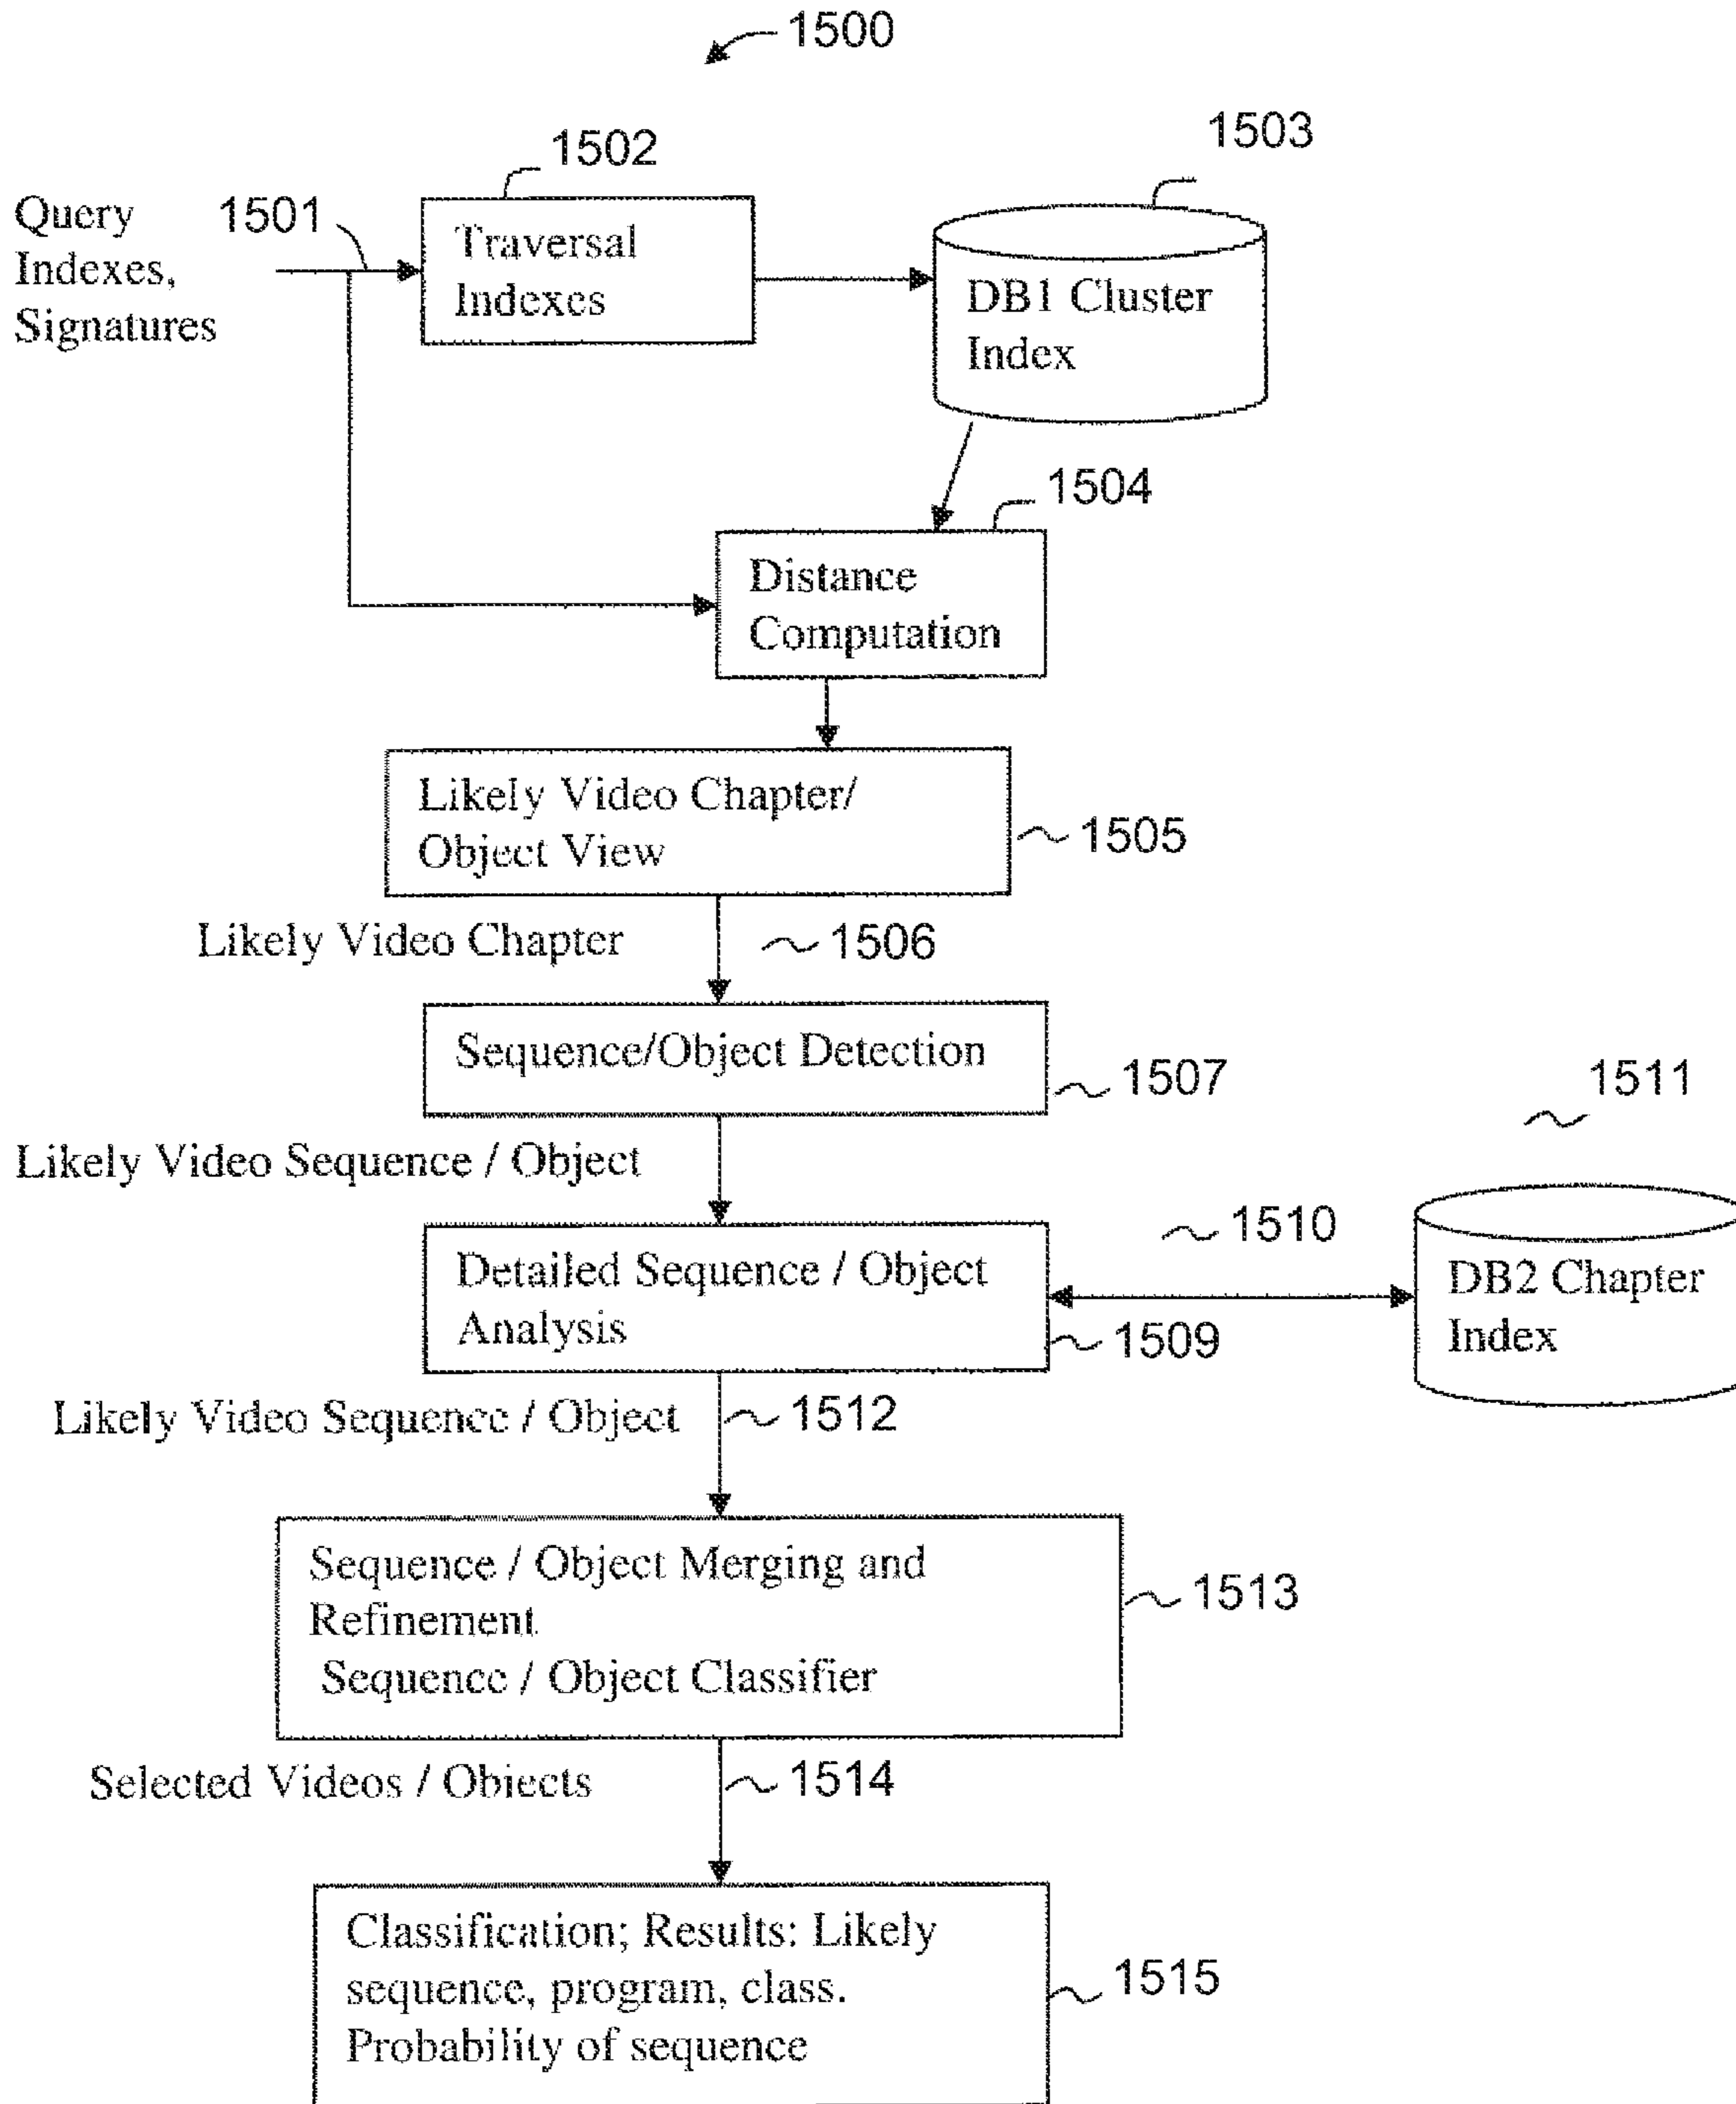 1500
1502
1503
Query
Indexes,
Signatures
1501
Traversal
Indexes
DB1 Cluster
Index
1504
Distance
Computation
Likely Video Chapter/
Object View
1505
Likely Video Chapter
1506
Sequence/Object Detection
1507
1511
Likely Video Sequence / Object
1510
Detailed Sequence / Object
Analysis
1509
DB2 Chapter
Index
Likely Video Sequence / Object
1512
Sequence / Object Merging and
Refinement
Sequence / Object Classifier
1513
Selected Videos / Objects
1514
Classification; Results: Likely
sequence, program, class.
Probability of sequence
1515